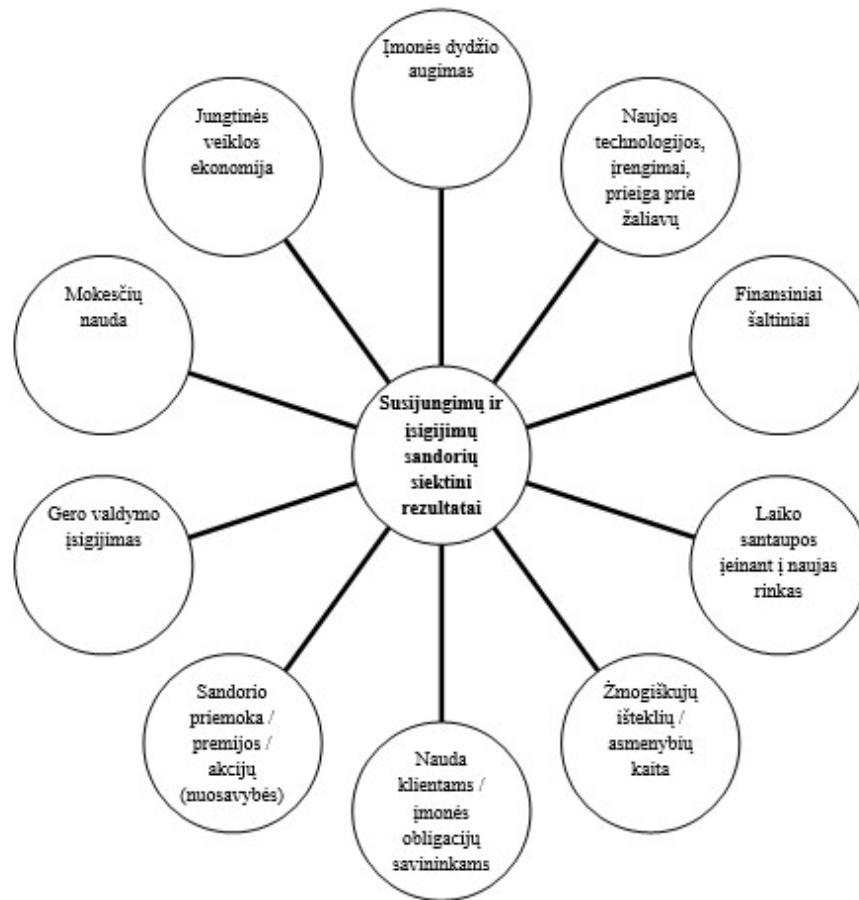 Įmonės dydžio
augimas
Naujos
technologijos,
įrengimai,
prieiga prie
žaliavų
Finansiniai
šaltiniai
Laiko
santaupos
įeinant į naujas
rinkas
Žmogiškujų
išteklių /
asmenybių
kaita
Nauda
klientams /
įmonės
obligacijų
savininkams
Sandorio
priemoka /
premijos /
akcijų
(nuosavybės)
Gero valdymo
įsigijimas
Mokesčių
nauda
Jungtinės
veiklos
ekonomija
Susijungimų ir
įsigijimų
sandorių
siektini
rezultatai